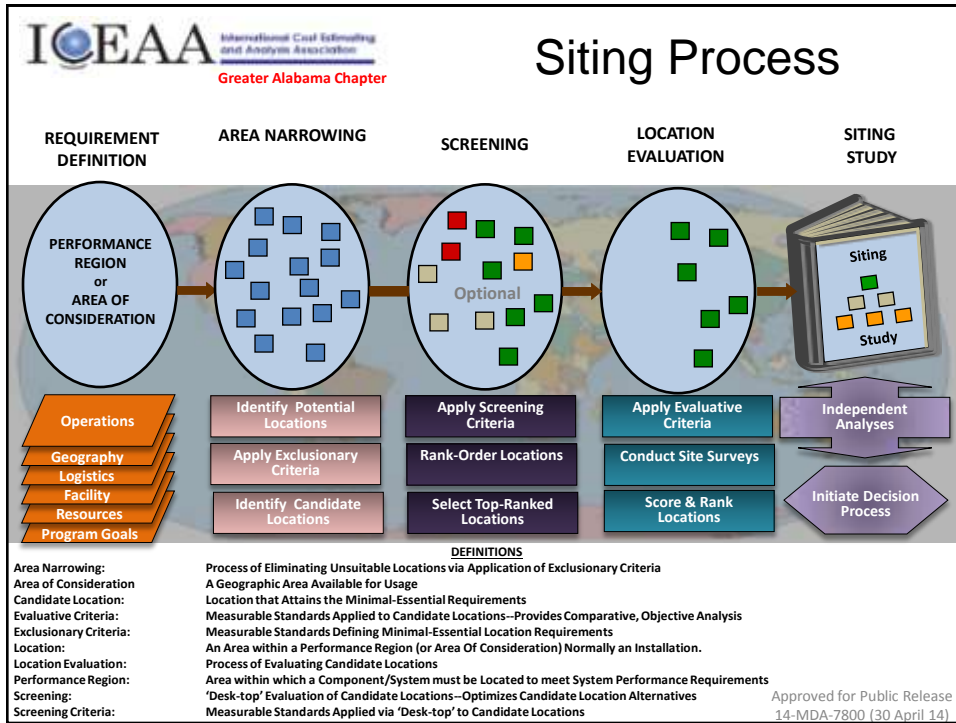 ICEAA International Cost Estimating
and Analysis Association
Greater Alabama Chapter
Siting Process
REQUIREMENT
DEFINITION
AREA NARROWING
SCREENING
LOCATION
EVALUATION
SITING
STUDY
PERFORMANCE
REGION
or
AREA OF
CONSIDERATION
Optional
Siting
Study
Operations
Geography
Logistics
Facility
Resources
Program Goals
Identify Potential
Locations
Apply Exclusionary
Criteria
Identify Candidate
Locations
Apply Screening
Criteria
Rank-Order Locations
Select Top-Ranked
Locations
Apply Evaluative
Criteria
Conduct Site Surveys
Score & Rank
Locations
Independent
Analyses
Initiate Decision
Process
DEFINITIONS
Area Narrowing: Process of Eliminating Unsuitable Locations via Application of Exclusionary Criteria
Area of Consideration A Geographic Area Available for Usage
Candidate Location: Location that Attains the Minimal-Essential Requirements
Evaluative Criteria: Measurable Standards Applied to Candidate Locations--Provides Comparative, Objective Analysis
Exclusionary Criteria: Measurable Standards Defining Minimal-Essential Location Requirements
Location: An Area within a Performance Region (or Area Of Consideration) Normally an Installation.
Location Evaluation: Process of Evaluating Candidate Locations
Performance Region: Area within which a Component/System must be Located to meet System Performance Requirements
Screening: 'Desk-top' Evaluation of Candidate Locations--Optimizes Candidate Location Alternatives
Screening Criteria: Measurable Standards Applied via 'Desk-top' to Candidate Locations
Approved for Public Release
14-MDA-7800 (30 April 14)